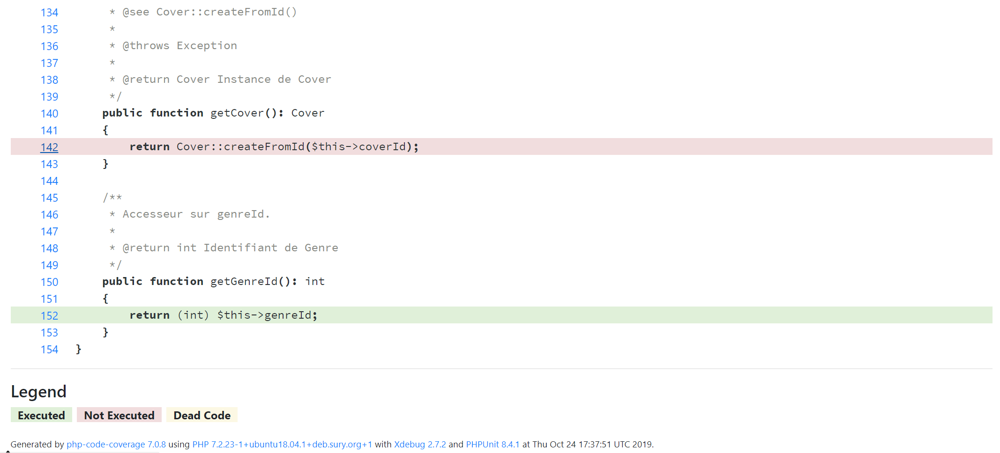 134 * @see Cover::createFromId()
135 *
136 * @throws Exception
137 *
138 * @return Cover Instance de Cover
139 */
140 public function getCover(): Cover
141 {
142 return Cover::createFromId($this->coverId);
143 }
144
145 /**
146 * Accesseur sur genreId.
147 *
148 * @return int Identifiant de Genre
149 */
150 public function getGenreId(): int
151 {
152 return (int) $this->genreId;
153 }
154 }
Legend
Executed Not Executed Dead Code
Generated by php-code-coverage 7.0.8 using PHP 7.2.23-1+ubuntu18.04.1+deb.sury.org+1 with Xdebug 2.7.2 and PHPUnit 8.4.1 at Thu Oct 24 17:37:51 UTC 2019.